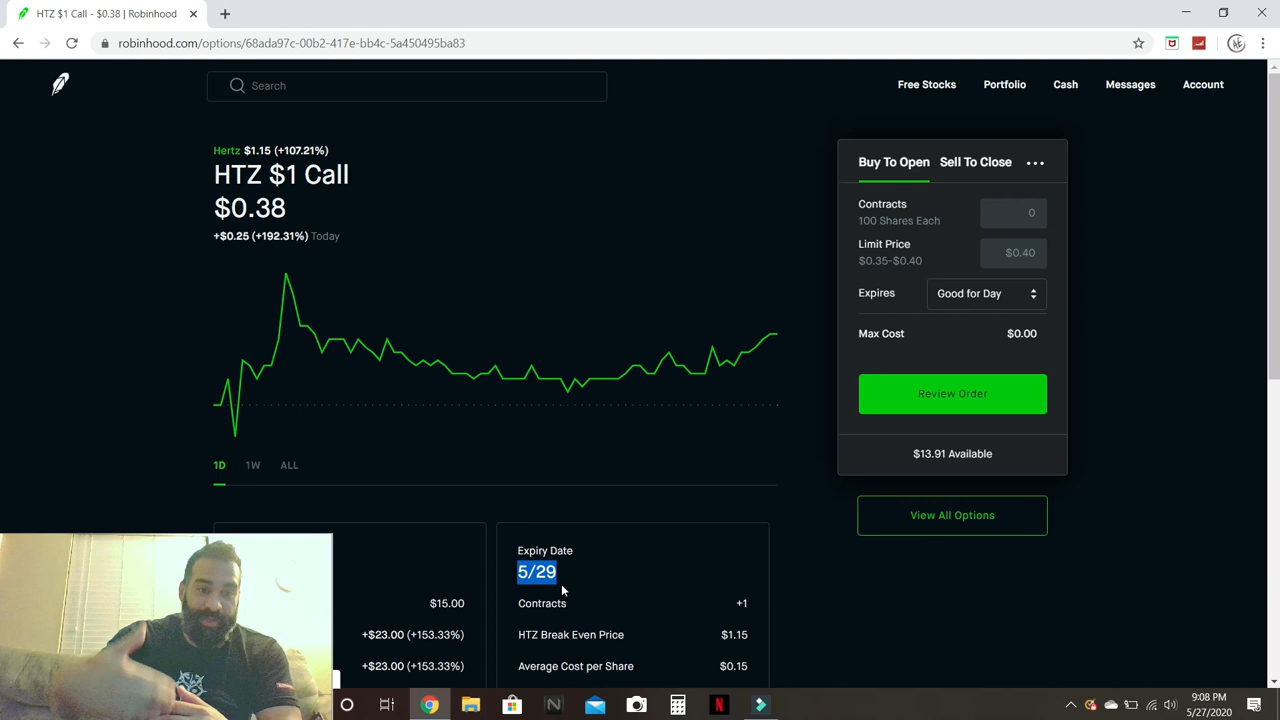 HTZ $1 Call - $0.38 | Robinhood
robinhood.com/options/68ada97c-00b2-417e-bb4c-5a450495ba83
Search
Free Stocks Portfolio Cash Messages Account
Hertz $1.15 (+107.21%)
HTZ $1 Call
$0.38
+$0.25 (+192.31%) Today
1D 1W ALL
Buy To Open Sell To Close
Contracts 0
100 Shares Each
Limit Price $0.40
$0.35-$0.40
Expires Good for Day
Max Cost $0.00
Review Order
$13.91 Available
View All Options
$15.00
+$23.00 (+153.33%)
+$23.00 (+153.33%)
Expiry Date
5/29
Contracts +1
HTZ Break Even Price $1.15
Average Cost per Share $0.15
9:08 PM
5/27/2020